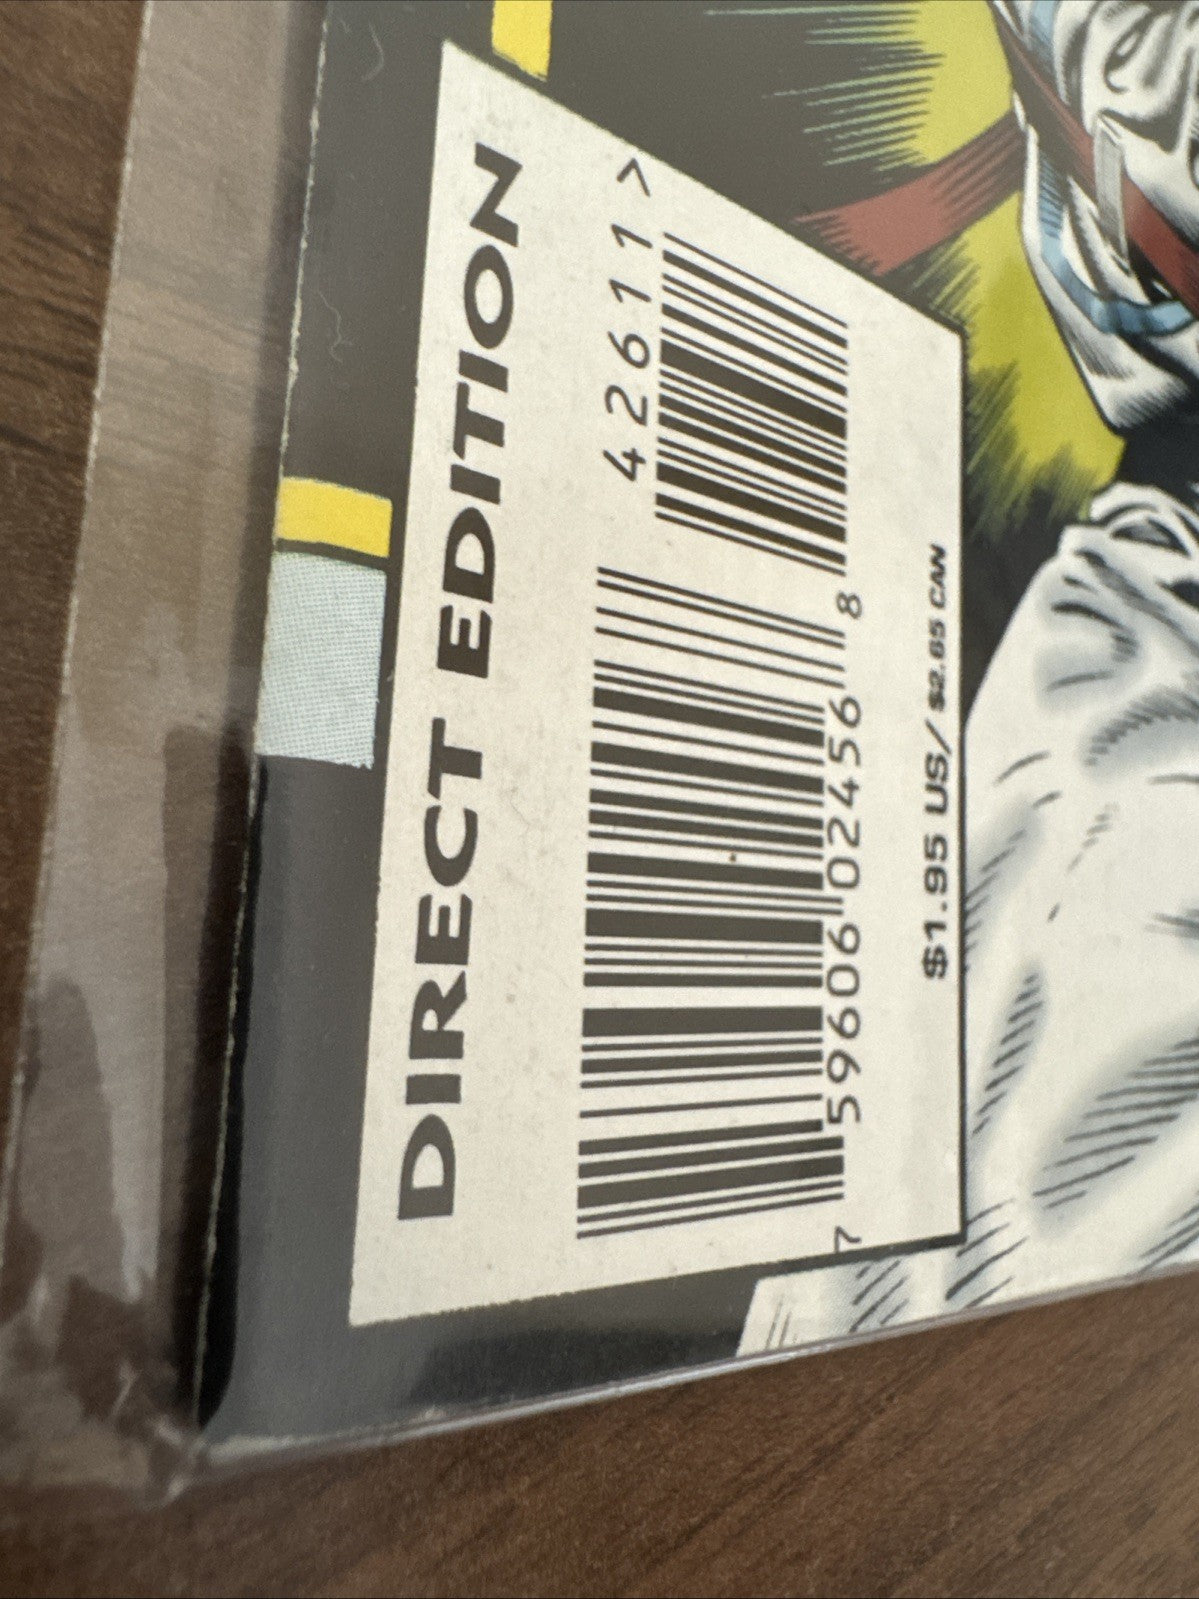 DIRECT EDITION
42611>
7 59606 02456 8
$1.95 US/ $2.65 CAN